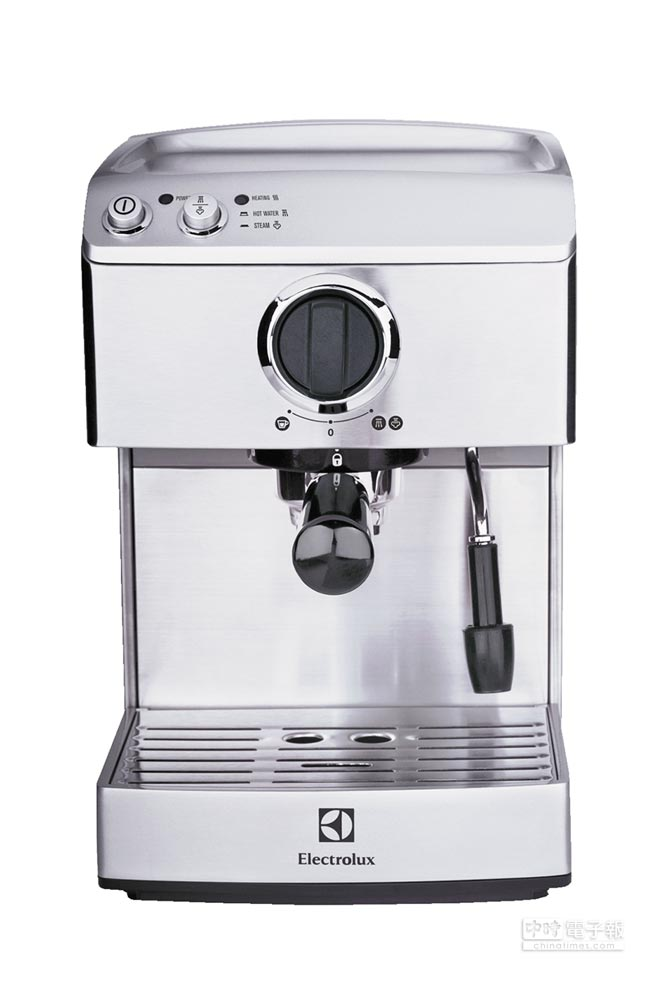 POWER
HEATING
HOT WATER
STEAM
0
Electrolux
中時電子報
chinatimes.com